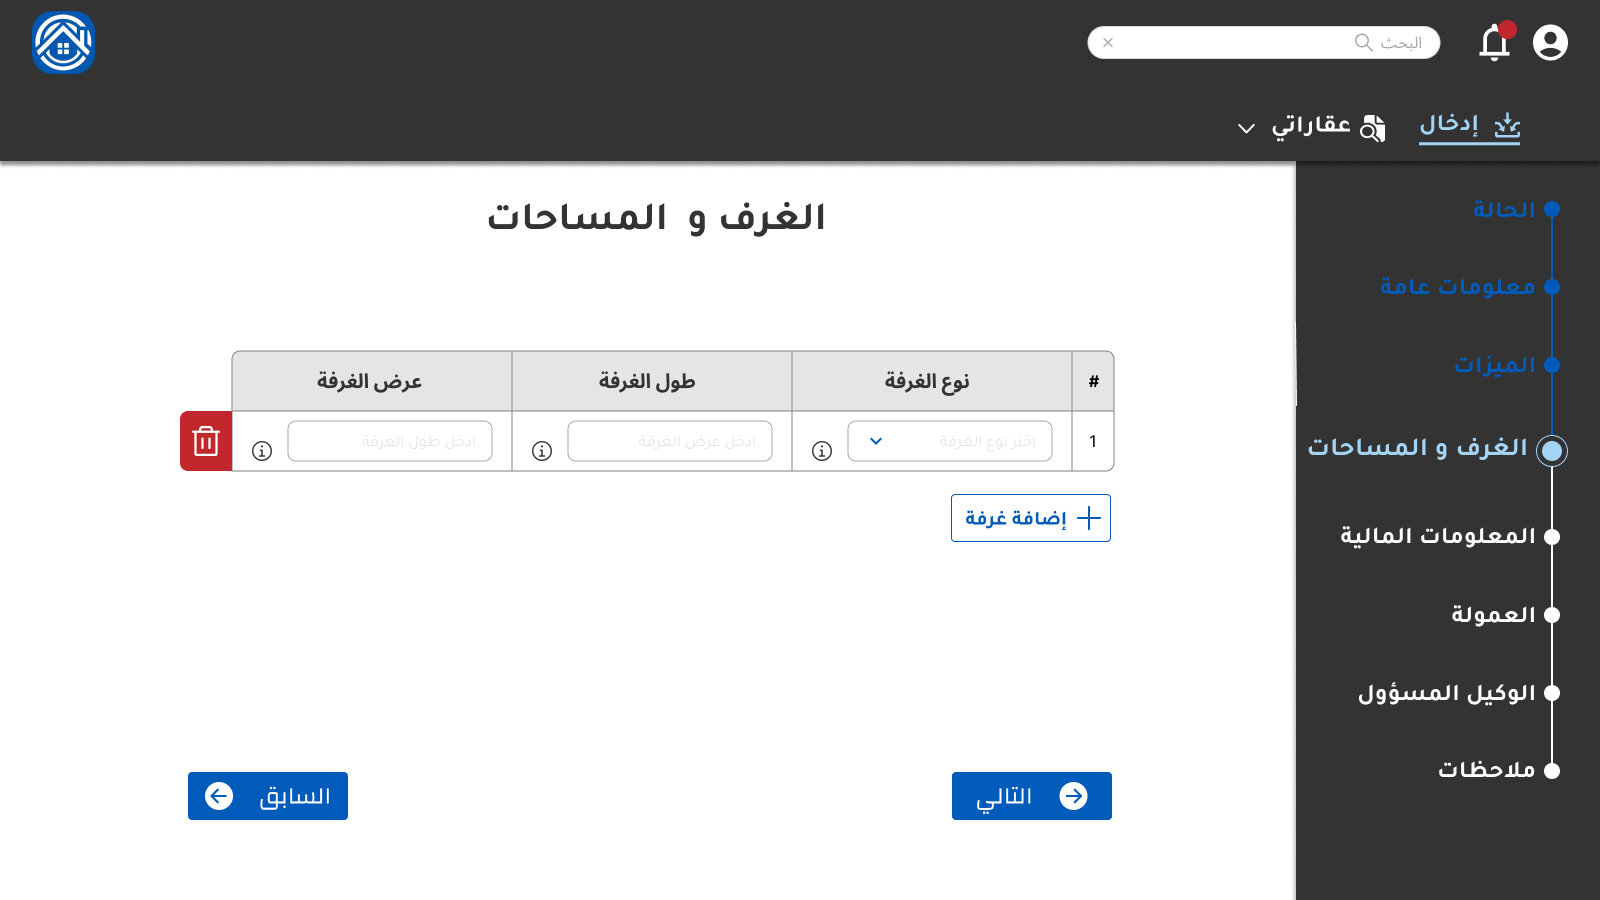 البحث
إدخال
عقاراتي
الحالة
معلومات عامة
الميزات
الغرف و المساحات
المعلومات المالية
العمولة
الوكيل المسؤول
ملاحظات
الغرف و المساحات
# نوع الغرفة طول الغرفة عرض الغرفة
1 اختر نوع الغرفة ادخل عرض الغرفة ادخل طول الغرفة
إضافة غرفة
التالي السابق